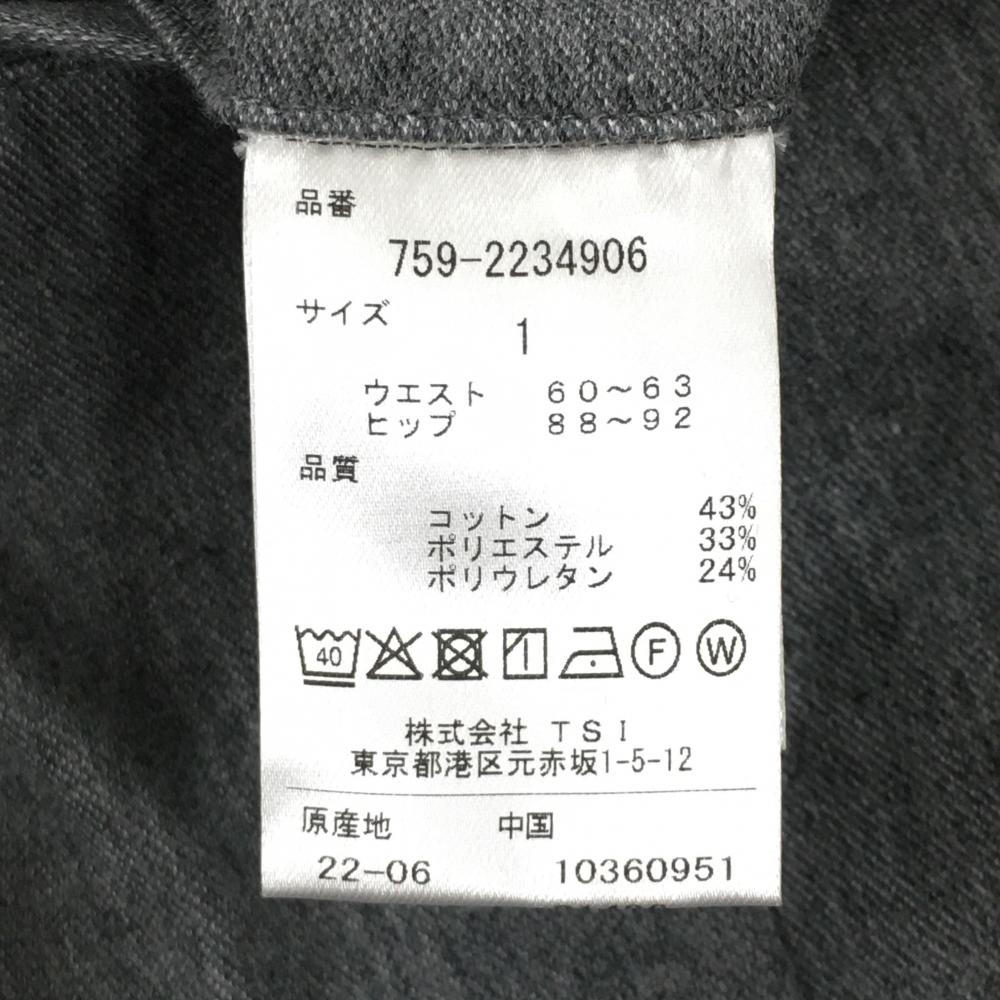 品番
759-2234906
サイズ
1
ウエスト 60～63
ヒップ 88～92
品質
コットン 43%
ポリエステル 33%
ポリウレタン 24%
40 F W
株式会社 TSI
東京都港区元赤坂1-5-12
原産地 中国
22-06 10360951